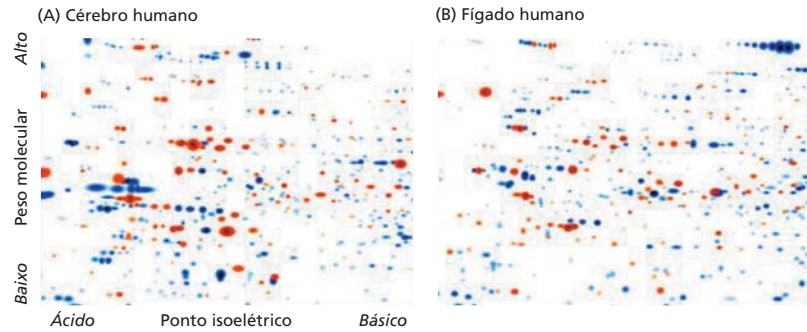 (A) Cérebro humano
(B) Fígado humano
Alto
Peso molecular
Baixo
Ácido
Ponto isoelétrico
Básico